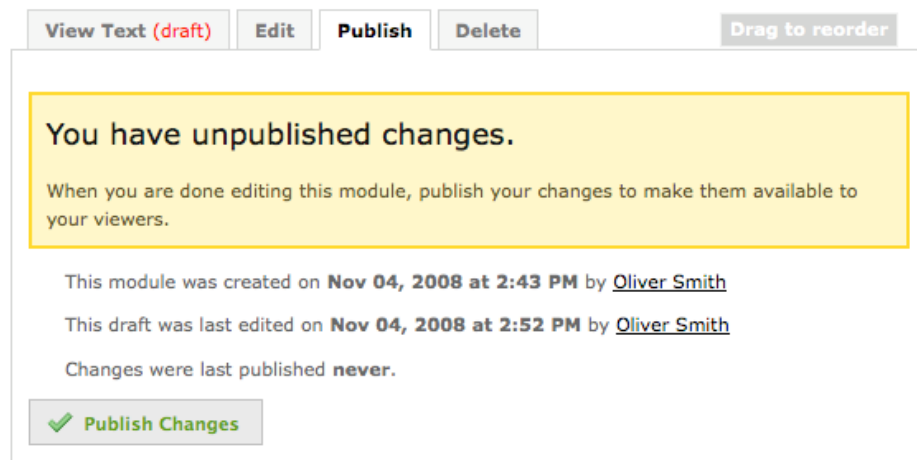 View Text (draft) Edit Publish Delete Drag to reorder
You have unpublished changes.
When you are done editing this module, publish your changes to make them available to
your viewers.
This module was created on Nov 04, 2008 at 2:43 PM by Oliver Smith
This draft was last edited on Nov 04, 2008 at 2:52 PM by Oliver Smith
Changes were last published never.
Publish Changes